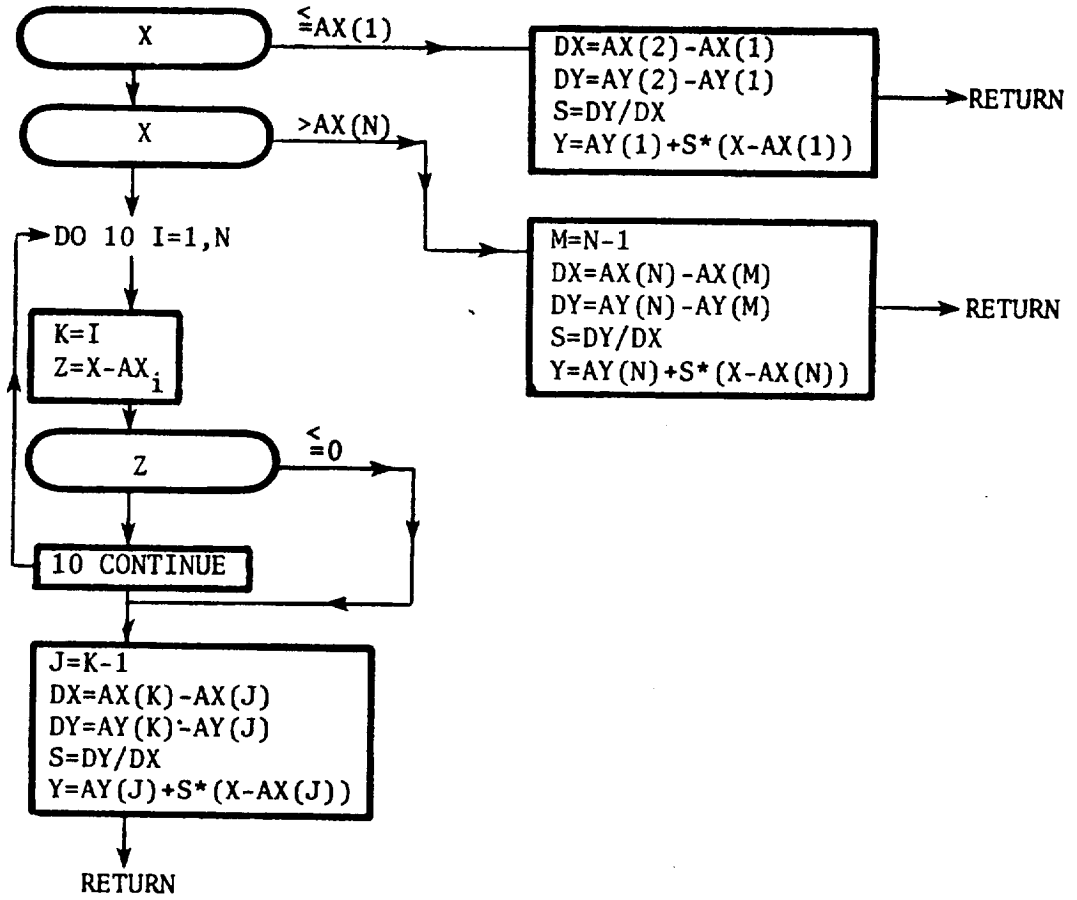 X
≤AX(1)
DX=AX(2)-AX(1)
DY=AY(2)-AY(1)
S=DY/DX
Y=AY(1)+S*(X-AX(1))
RETURN
X
>AX(N)
M=N-1
DX=AX(N)-AX(M)
DY=AY(N)-AY(M)
S=DY/DX
Y=AY(N)+S*(X-AX(N))
RETURN
DO 10 I=1,N
K=I
Z=X-AXi
Z
≤0
10 CONTINUE
J=K-1
DX=AX(K)-AX(J)
DY=AY(K)-AY(J)
S=DY/DX
Y=AY(J)+S*(X-AX(J))
RETURN